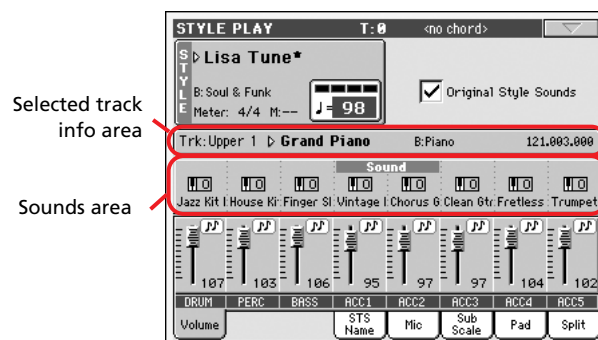 STYLE PLAY T:0 <no chord>
STYLE
Lisa Tune*
B: Soul & Funk
Meter: 4/4 M:-- ♩= 98
Original Style Sounds
Selected track
info area
Trk: Upper 1 Grand Piano B:Piano 121.003.000
Sounds area
Sound
Jazz Kit House Ki Finger Sl Vintage Chorus G Clean Gtr Fretless Trumpet
107 103 106 95 97 97 104 102
DRUM PERC BASS ACC1 ACC2 ACC3 ACC4 ACC5
Volume STS Name Mic Sub Scale Pad Split